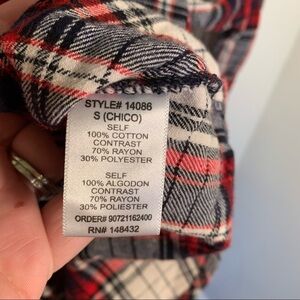 STYLE# 14086
S (CHICO)
SELF
100% COTTON
CONTRAST
70% RAYON
30% POLYESTER
SELF
100% ALGODON
CONTRAST
70% RAYON
30% POLIESTER
ORDER# 90721162400
RN# 148432